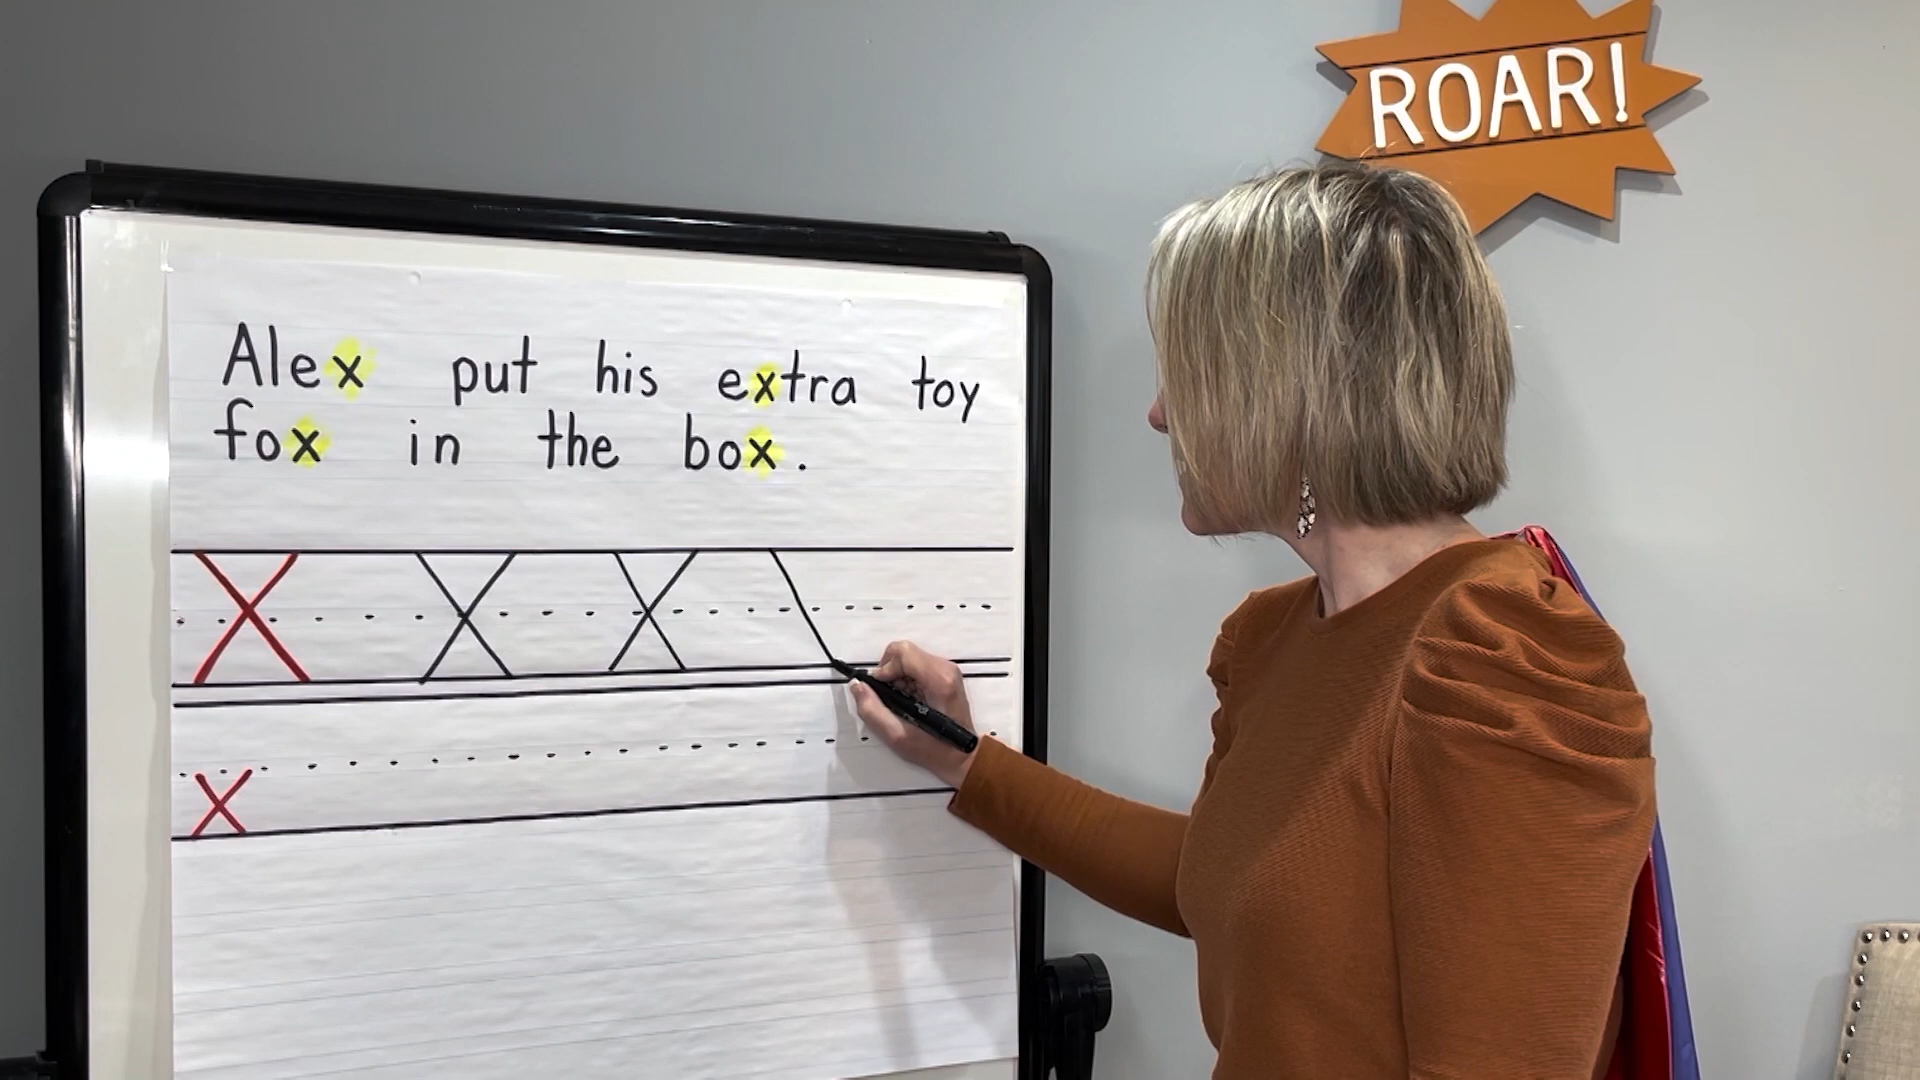 ROAR!
Alex put his extra toy
fox in the box.
X X X
x